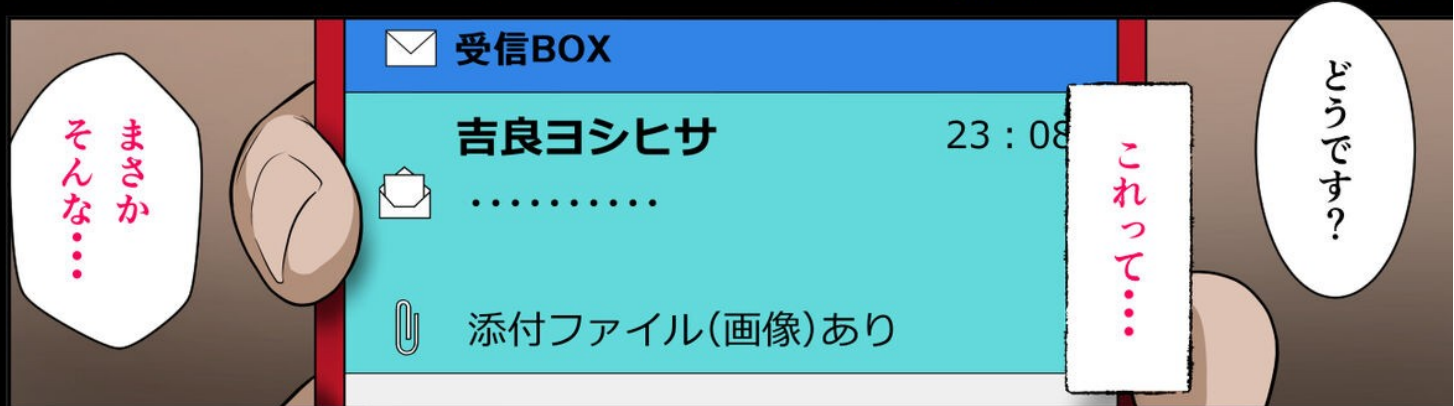 どうです?
受信BOX
吉良ヨシヒサ
23:08
..........
添付ファイル(画像)あり
これって・・・
まさか
そんな・・・